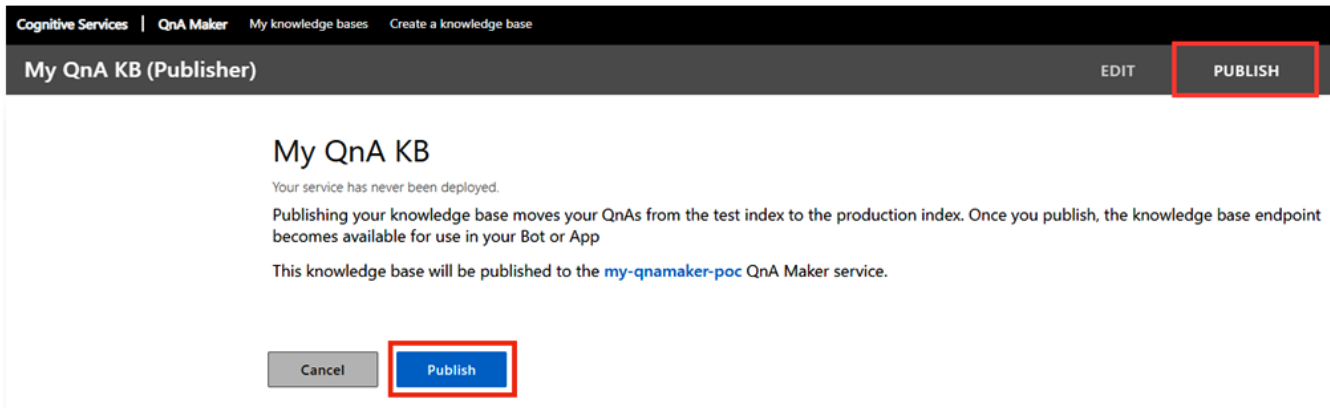 Cognitive Services | QnA Maker My knowledge bases Create a knowledge base
My QnA KB (Publisher) EDIT PUBLISH
My QnA KB
Your service has never been deployed.
Publishing your knowledge base moves your QnAs from the test index to the production index. Once you publish, the knowledge base endpoint
becomes available for use in your Bot or App
This knowledge base will be published to the my-qnamaker-poc QnA Maker service.
Cancel Publish